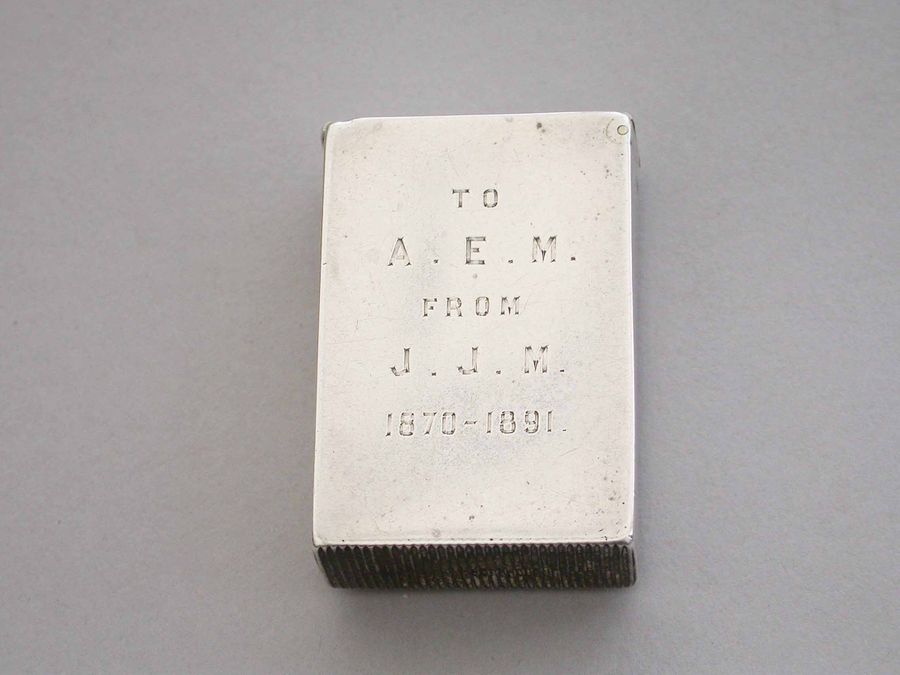 TO
A.E.M.
FROM
J.J.M.
1870-1891.